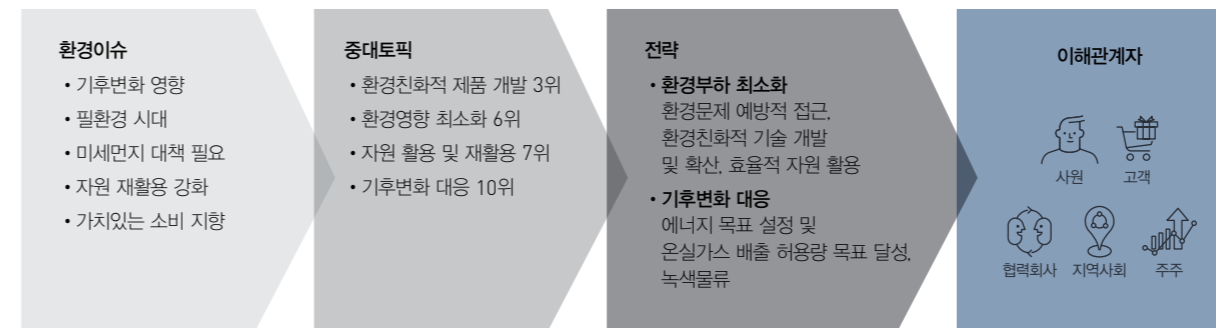 환경이슈
• 기후변화 영향
• 필환경 시대
• 미세먼지 대책 필요
• 자원 재활용 강화
• 가치있는 소비 지향
중대토픽
• 환경친화적 제품 개발 3위
• 환경영향 최소화 6위
• 자원 활용 및 재활용 7위
• 기후변화 대응 10위
전략
• 환경부하 최소화
환경문제 예방적 접근,
환경친화적 기술 개발
및 확산, 효율적 자원 활용
• 기후변화 대응
에너지 목표 설정 및
온실가스 배출 허용량 목표 달성,
녹색물류
이해관계자
사원
고객
협력회사
지역사회
주주